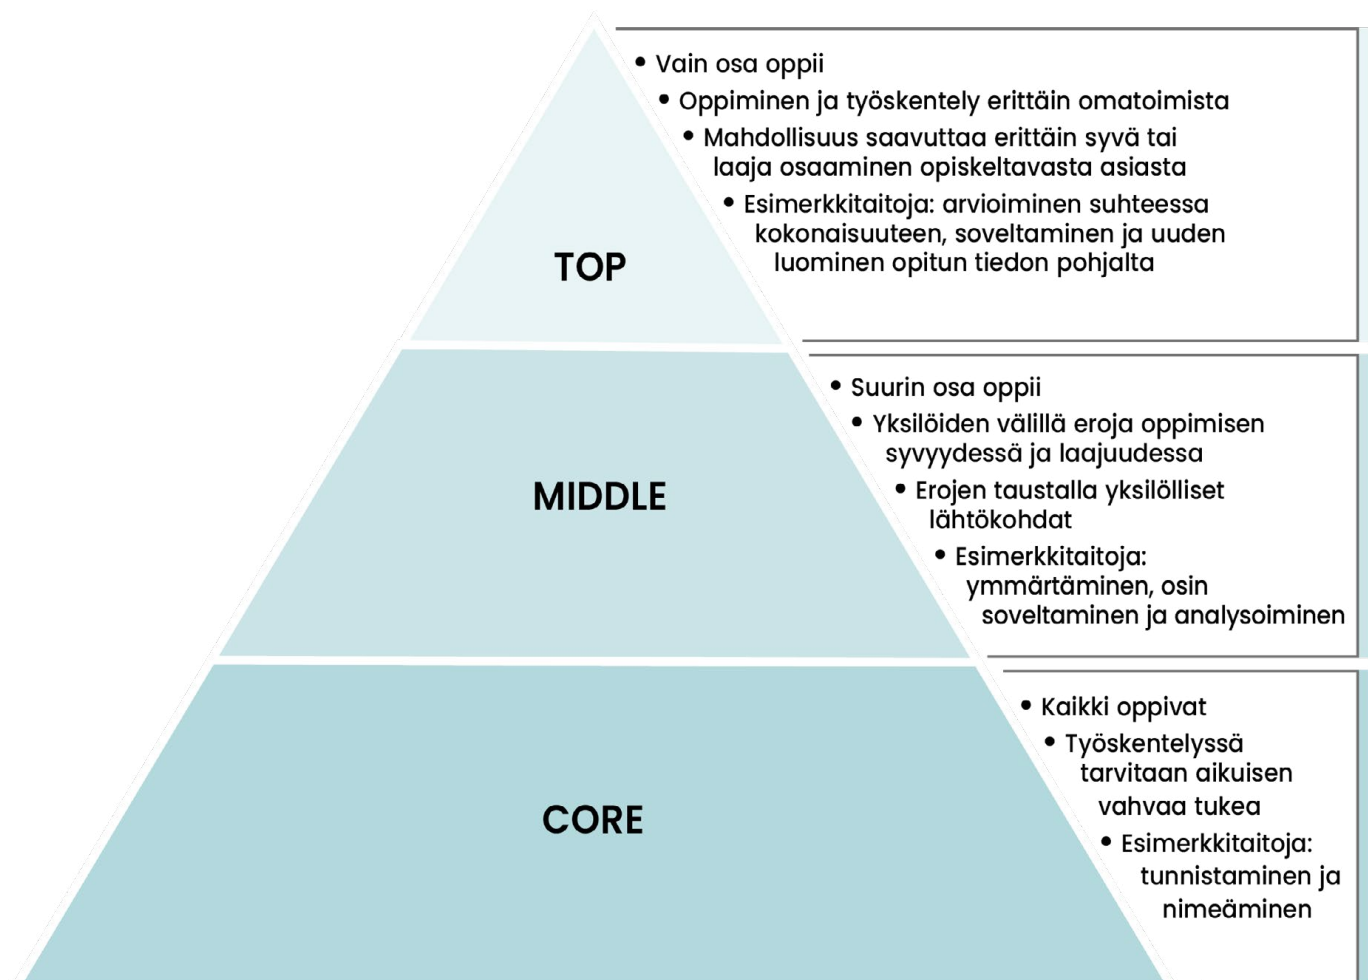 • Vain osa oppii
• Oppiminen ja työskentely erittäin omatoimista
• Mahdollisuus saavuttaa erittäin syvä tai
laaja osaaminen opiskeltavasta asiasta
• Esimerkkitaitoja: arvioiminen suhteessa
kokonaisuuteen, soveltaminen ja uuden
luominen opitun tiedon pohjalta
TOP
• Suurin osa oppii
• Yksilöiden välillä eroja oppimisen
syvyydessä ja laajuudessa
• Erojen taustalla yksilölliset
lähtökohdat
• Esimerkkitaitoja:
ymmärtäminen, osin
soveltaminen ja analysoiminen
MIDDLE
• Kaikki oppivat
• Työskentelyssä
tarvitaan aikuisen
vahvaa tukea
• Esimerkkitaitoja:
tunnistaminen ja
nimeäminen
CORE